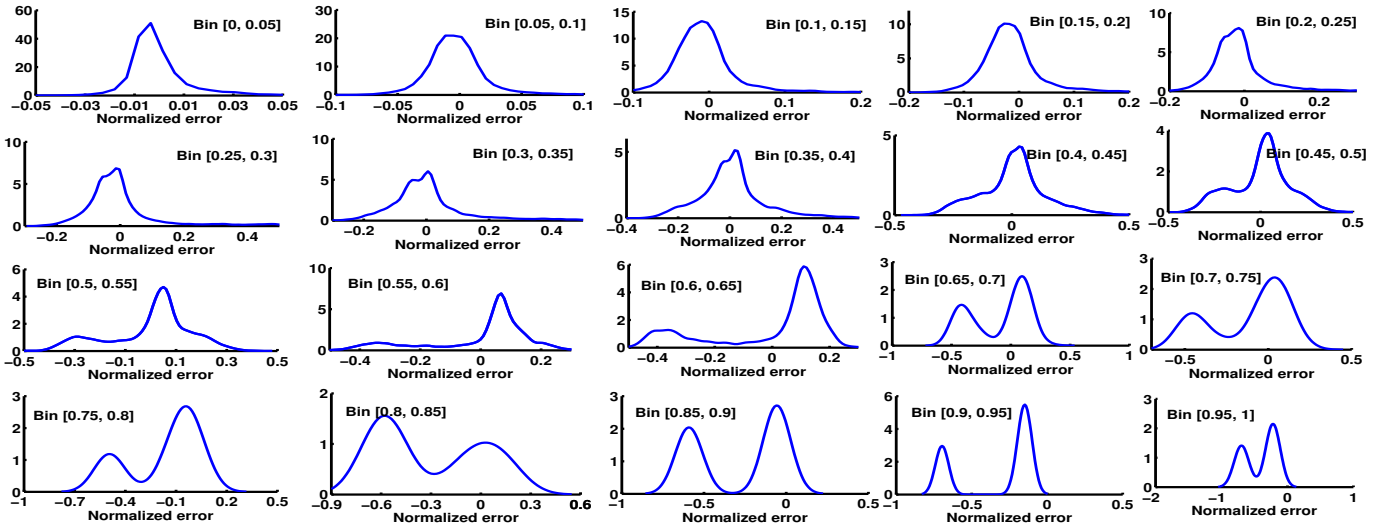 Bin [0, 0.05]
60
40
20
0
−0.05 −0.03 −0.01 0.01 0.03 0.05
Normalized error
Bin [0.05, 0.1]
30
20
10
0
−0.1 −0.05 0 0.05 0.1
Normalized error
Bin [0.1, 0.15]
15
10
5
0
−0.1 0 0.1 0.2
Normalized error
Bin [0.15, 0.2]
10
5
0
−0.2 −0.1 0 0.1 0.2
Normalized error
Bin [0.2, 0.25]
10
5
0
−0.2 0 0.2
Normalized error
Bin [0.25, 0.3]
10
5
0
−0.2 0 0.2 0.4
Normalized error
Bin [0.3, 0.35]
10
5
0
−0.2 0 0.2 0.4
Normalized error
Bin [0.35, 0.4]
5
0
−0.4 −0.2 0 0.2 0.4
Normalized error
Bin [0.4, 0.45]
5
0
−0.5 0 0.5
Normalized error
Bin [0.45, 0.5]
4
2
0
−0.5 0 0.5
Normalized error
Bin [0.5, 0.55]
6
4
2
0
−0.5 −0.3 −0.1 0.1 0.3 0.5
Normalized error
Bin [0.55, 0.6]
10
5
0
−0.4 −0.2 0 0.2
Normalized error
Bin [0.6, 0.65]
6
4
2
0
−0.4 −0.2 0 0.2
Normalized error
Bin [0.65, 0.7]
3
2
1
0
−1 −0.5 0 0.5 1
Normalized error
Bin [0.7, 0.75]
3
2
1
0
−0.5 0 0.5
Normalized error
Bin [0.75, 0.8]
3
2
1
0
−1 −0.7 −0.4 −0.1 0.2 0.5
Normalized error
Bin [0.8, 0.85]
2
1
0
−0.9 −0.6 −0.3 0 0.3 0.6
Normalized error
Bin [0.85, 0.9]
3
2
1
0
−1 −0.5 0 0.5
Normalized error
Bin [0.9, 0.95]
6
4
2
0
−1 −0.5 0 0.5
Normalized error
Bin [0.95, 1]
3
2
1
0
−2 −1 0 1
Normalized error